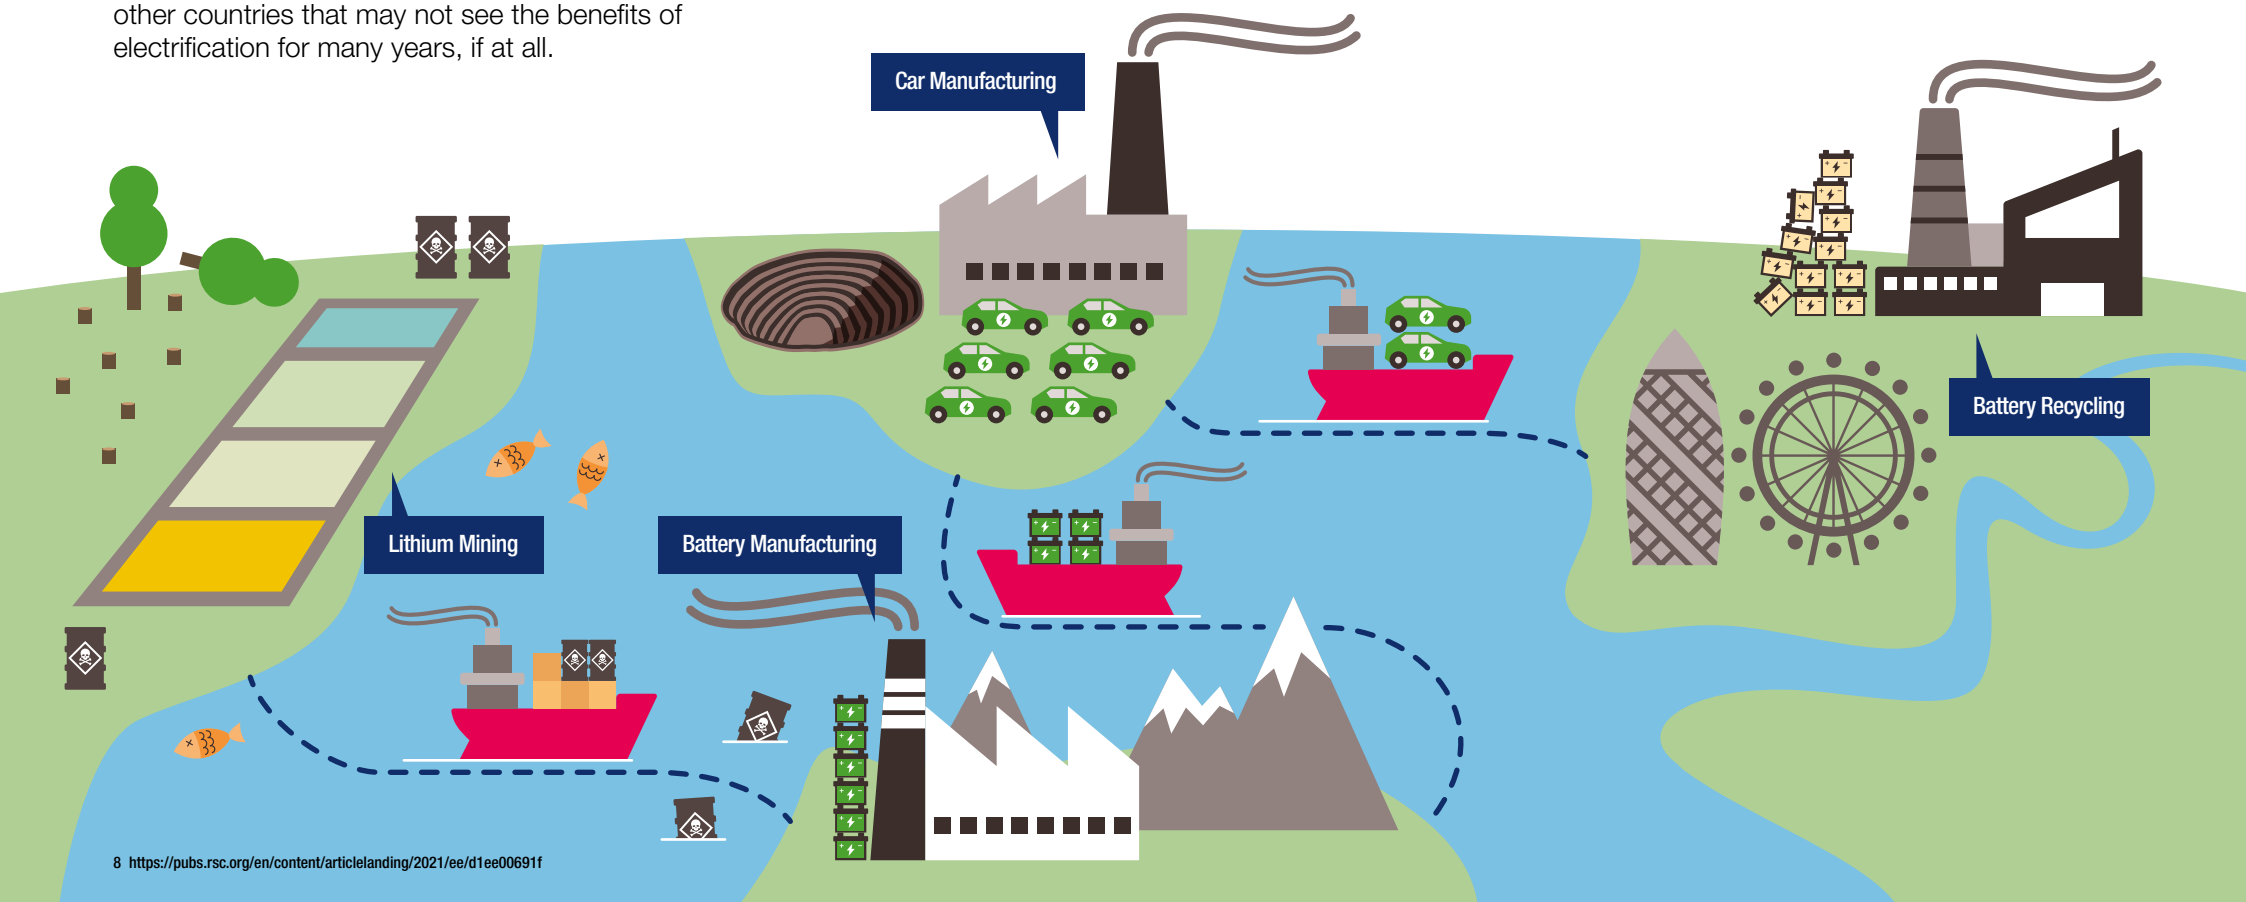 other countries that may not see the benefits of
electrification for many years, if at all.
Car Manufacturing
Battery Recycling
Lithium Mining
Battery Manufacturing
8 https://pubs.rsc.org/en/content/articlelanding/2021/ee/d1ee00691f